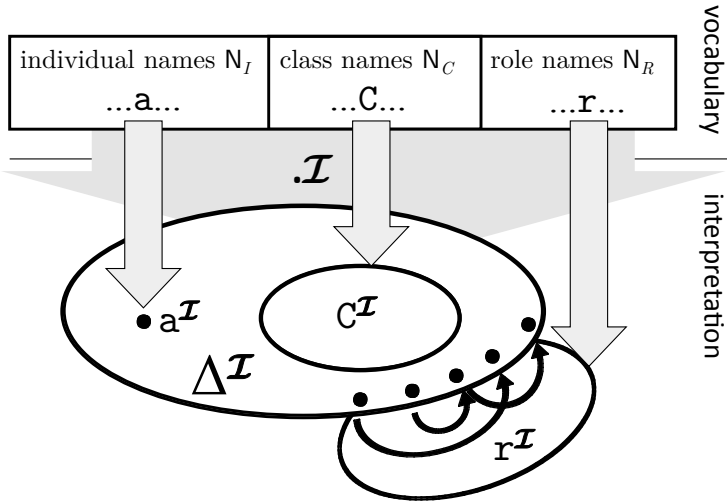 individual names N_I class names N_C role names N_R
...a... ...C... ...r...
vocabulary
.ᴵ
interpretation
a^ℐ
C^ℐ
Δ^ℐ
r^ℐ